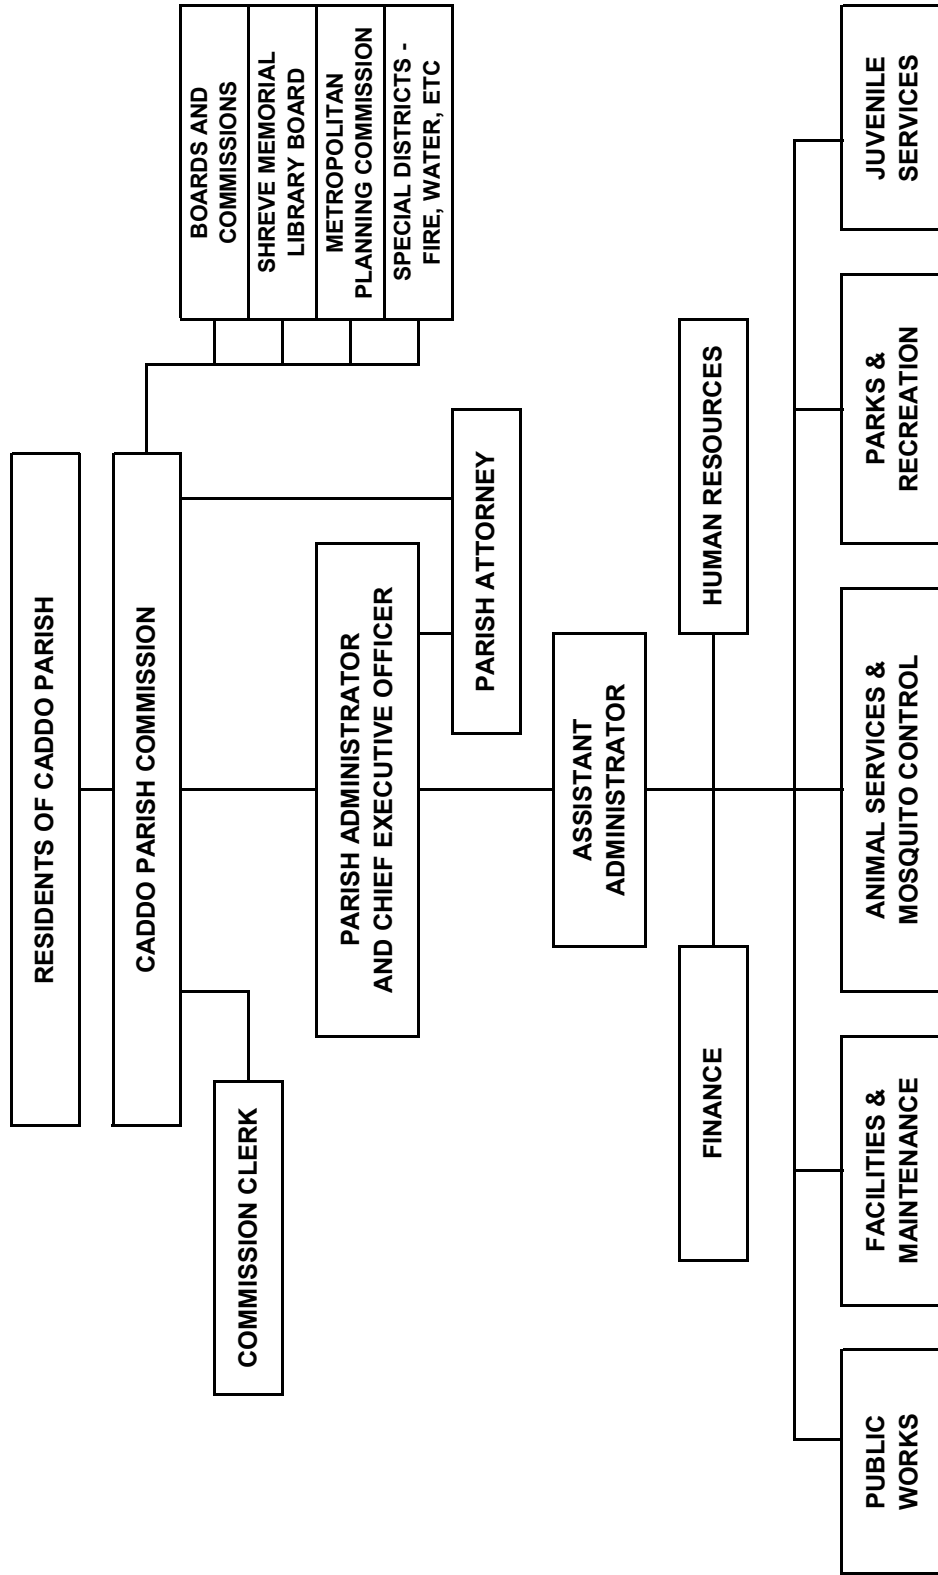 RESIDENTS OF CADDO PARISH
CADDO PARISH COMMISSION
COMMISSION CLERK
BOARDS AND
COMMISSIONS
SHREVE MEMORIAL
LIBRARY BOARD
METROPOLITAN
PLANNING COMMISSION
SPECIAL DISTRICTS -
FIRE, WATER, ETC
PARISH ADMINISTRATOR
AND CHIEF EXECUTIVE OFFICER
PARISH ATTORNEY
ASSISTANT
ADMINISTRATOR
FINANCE
HUMAN RESOURCES
PUBLIC
WORKS
FACILITIES &
MAINTENANCE
ANIMAL SERVICES &
MOSQUITO CONTROL
PARKS &
RECREATION
JUVENILE
SERVICES